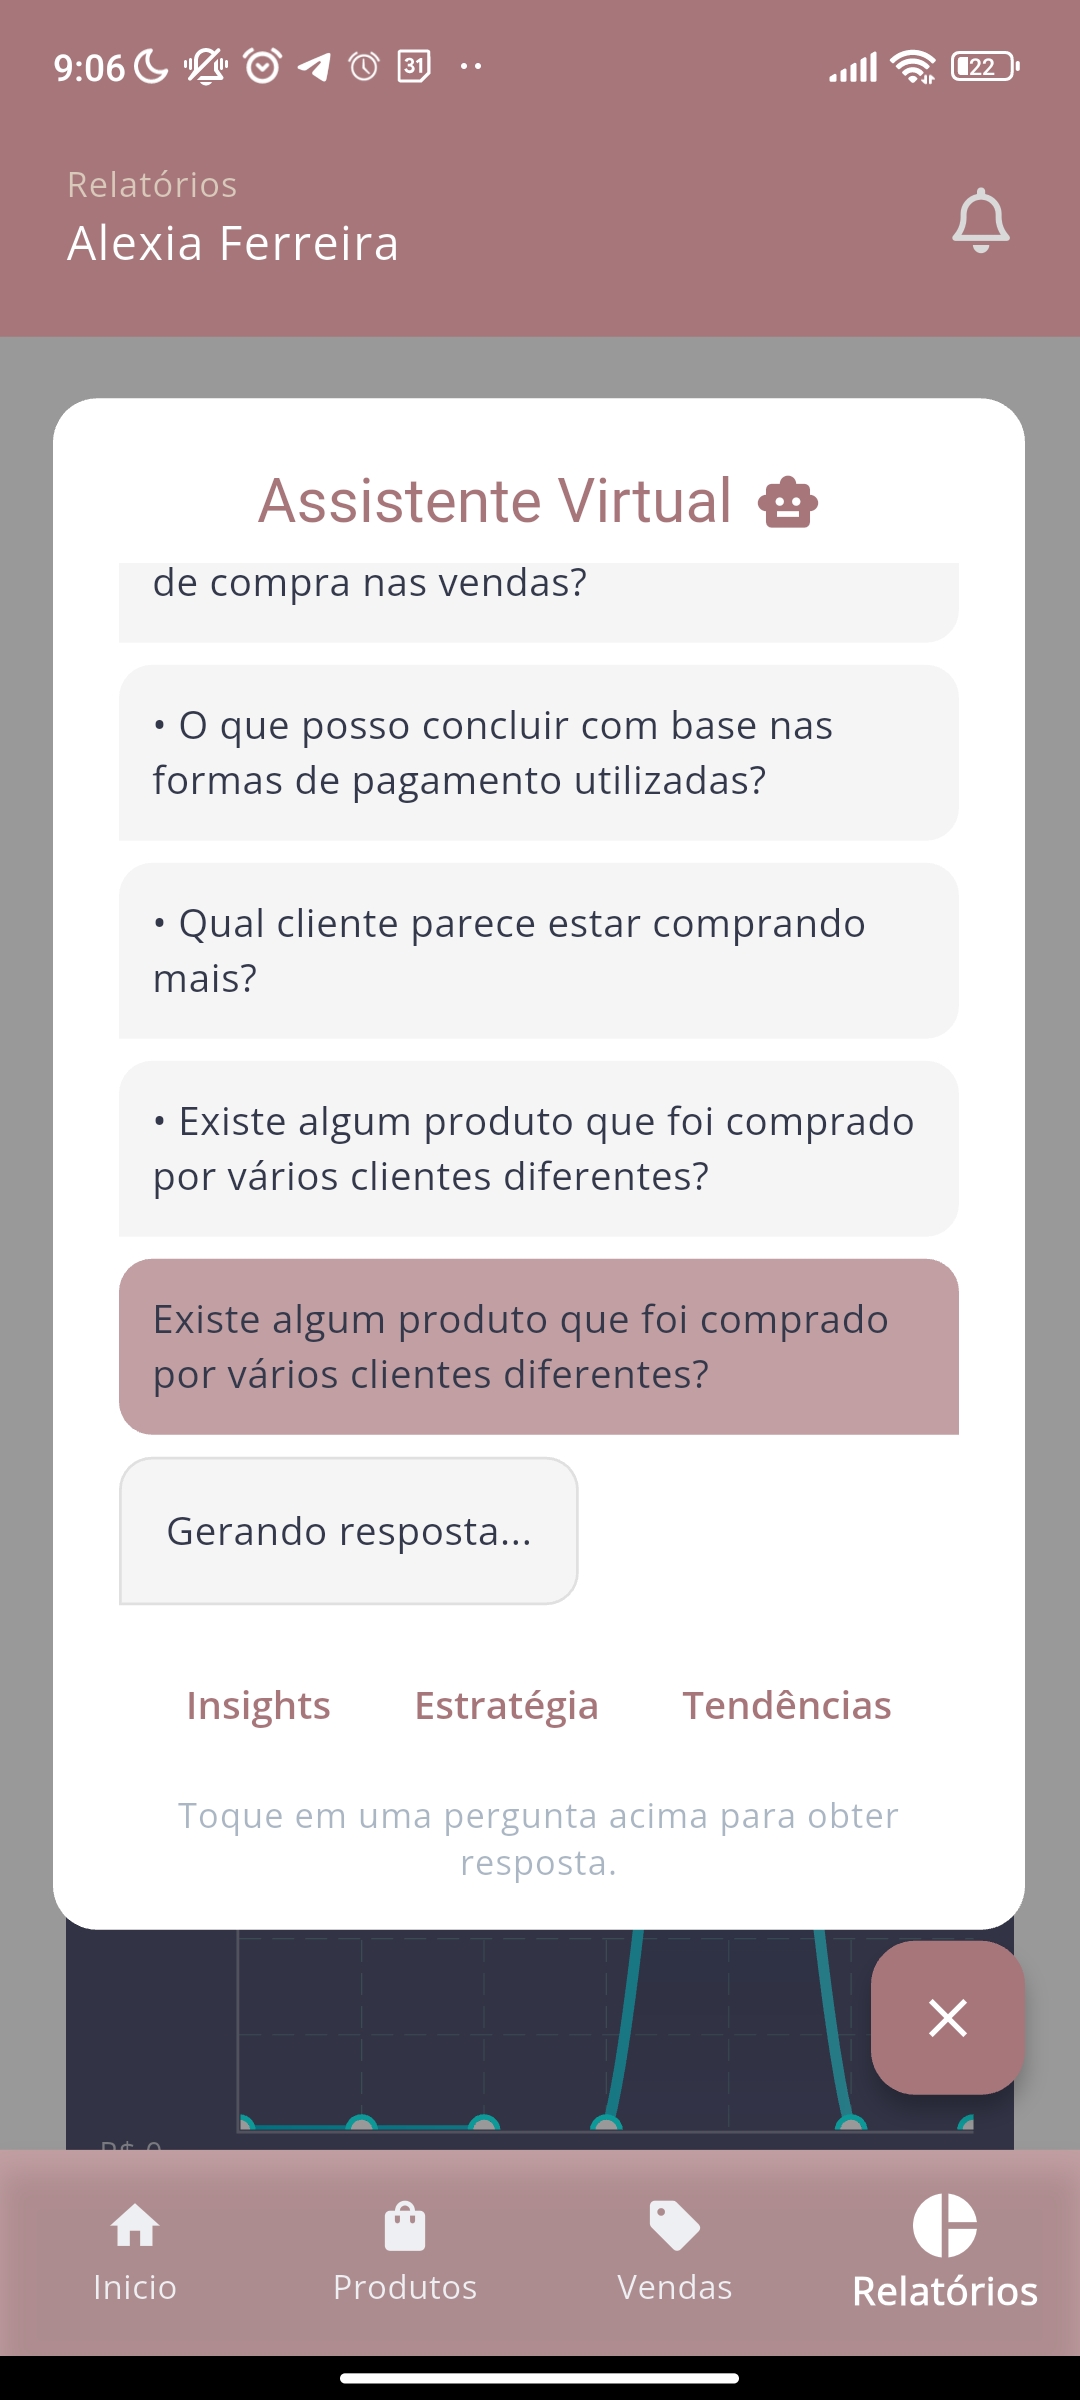 9:06
31
22
Relatórios
Alexia Ferreira
Assistente Virtual
de compra nas vendas?
• O que posso concluir com base nas
formas de pagamento utilizadas?
• Qual cliente parece estar comprando
mais?
• Existe algum produto que foi comprado
por vários clientes diferentes?
Existe algum produto que foi comprado
por vários clientes diferentes?
Gerando resposta...
Insights Estratégia Tendências
Toque em uma pergunta acima para obter
resposta.
R$ 0
Inicio Produtos Vendas Relatórios